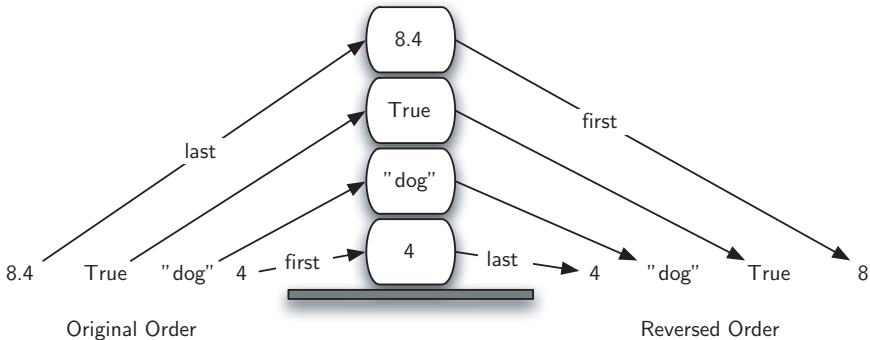 8.4
True
first
last
"dog"
8.4 True "dog" 4 first 4 last 4 "dog" True 8
Original Order Reversed Order